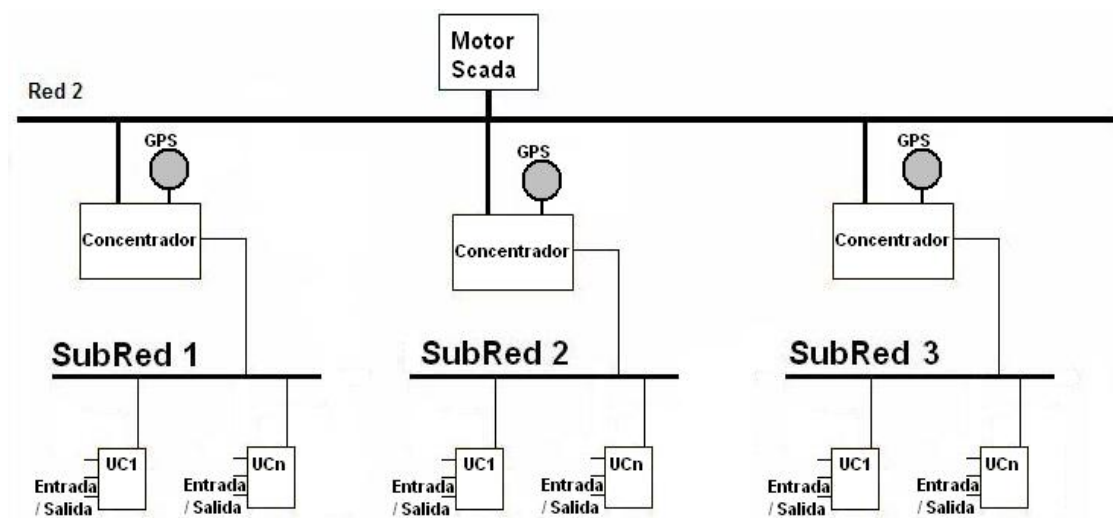 Motor
Scada
Red 2
GPS
GPS
GPS
Concentrador
Concentrador
Concentrador
SubRed 1
SubRed 2
SubRed 3
UC1
UCn
UC1
UCn
UC1
UCn
Entrada
/ Salida
Entrada
/ Salida
Entrada
/ Salida
Entrada
/ Salida
Entrada
/ Salida
Entrada
/ Salida